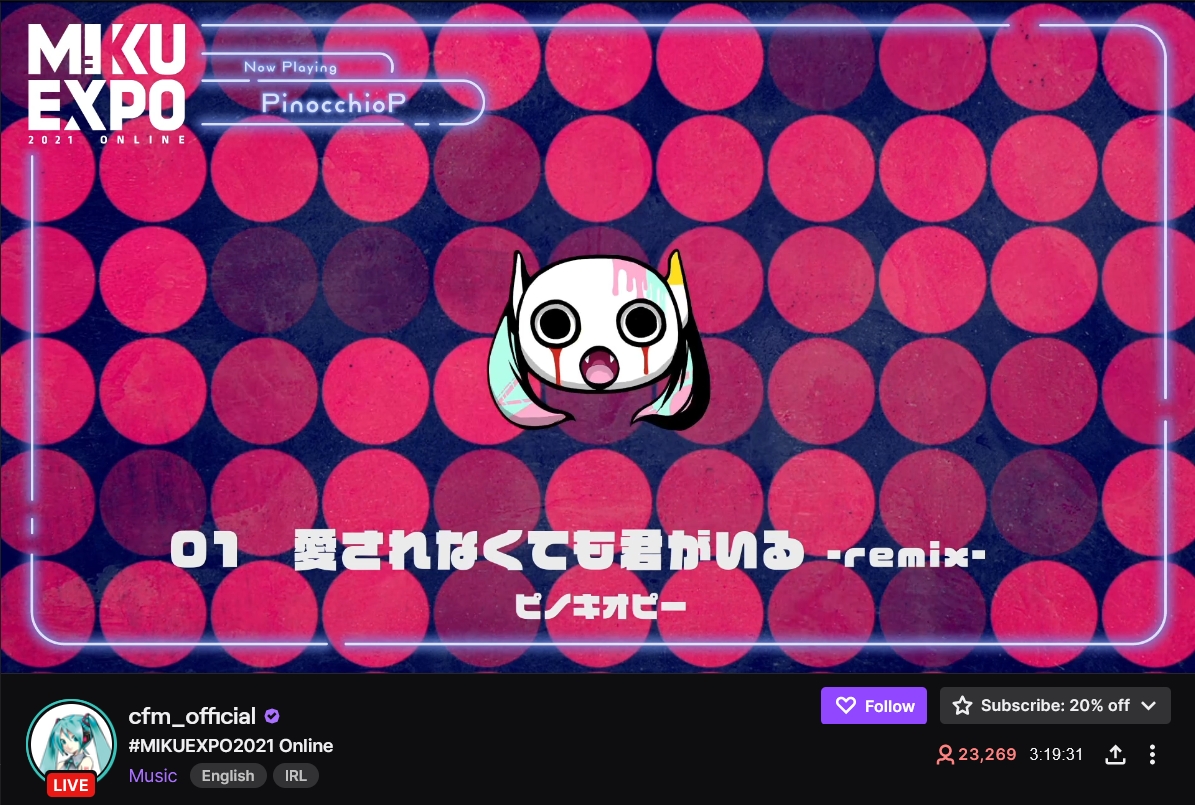 MIKU
EXPO
2021 ONLINE
Now Playing
PinocchioP
01 愛されなくても君がいる -remix-
ピノキオピー
cfm_official
#MIKUEXPO2021 Online
Music English IRL
LIVE
Follow
Subscribe: 20% off
23,269 3:19:31